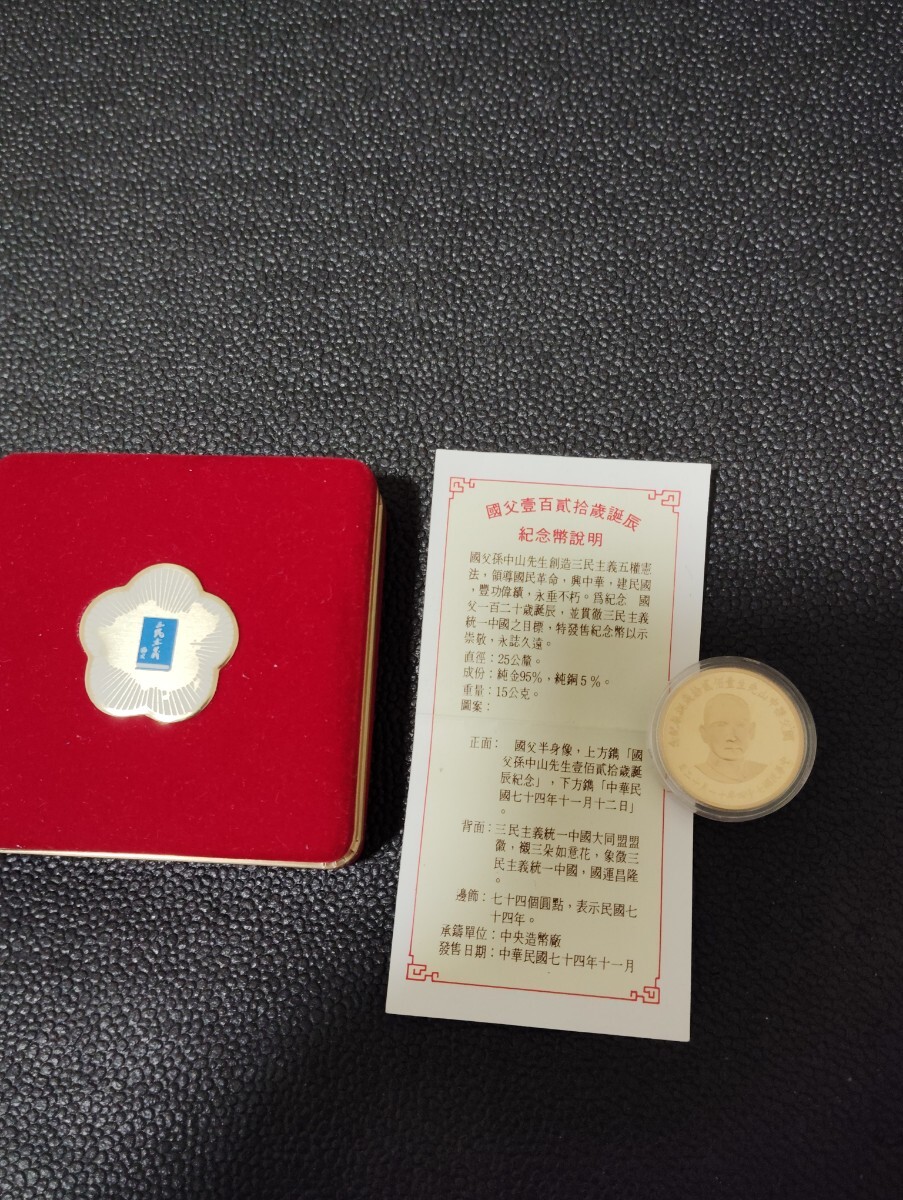 三民主義
國父壹百貳拾歲誕辰
紀念幣說明
國父孫中山先生創造三民主義五權憲
法，領導國民革命，興中華，建民國
，豐功偉績，永垂不朽。爲紀念　國
父一百二十歲誕辰，並貫徹三民主義
統一中國之目標，特發售紀念幣以示
崇敬，永誌久遠。
直徑：25公釐。
成份：純金95%，純銅5%。
重量：15公克。
圖案：
正面：　國父半身像，上方鐫「國
父孫中山先生壹佰貳拾歲誕
辰紀念」，下方鐫「中華民
國七十四年十一月十二日」
。
背面：三民主義統一中國大同盟盟
徽，襯三朵如意花，象徵三
民主義統一中國，國運昌隆
。
邊飾：七十四個圓點，表示民國七
十四年。
承鑄單位：中央造幣廠
發售日期：中華民國七十四年十一月